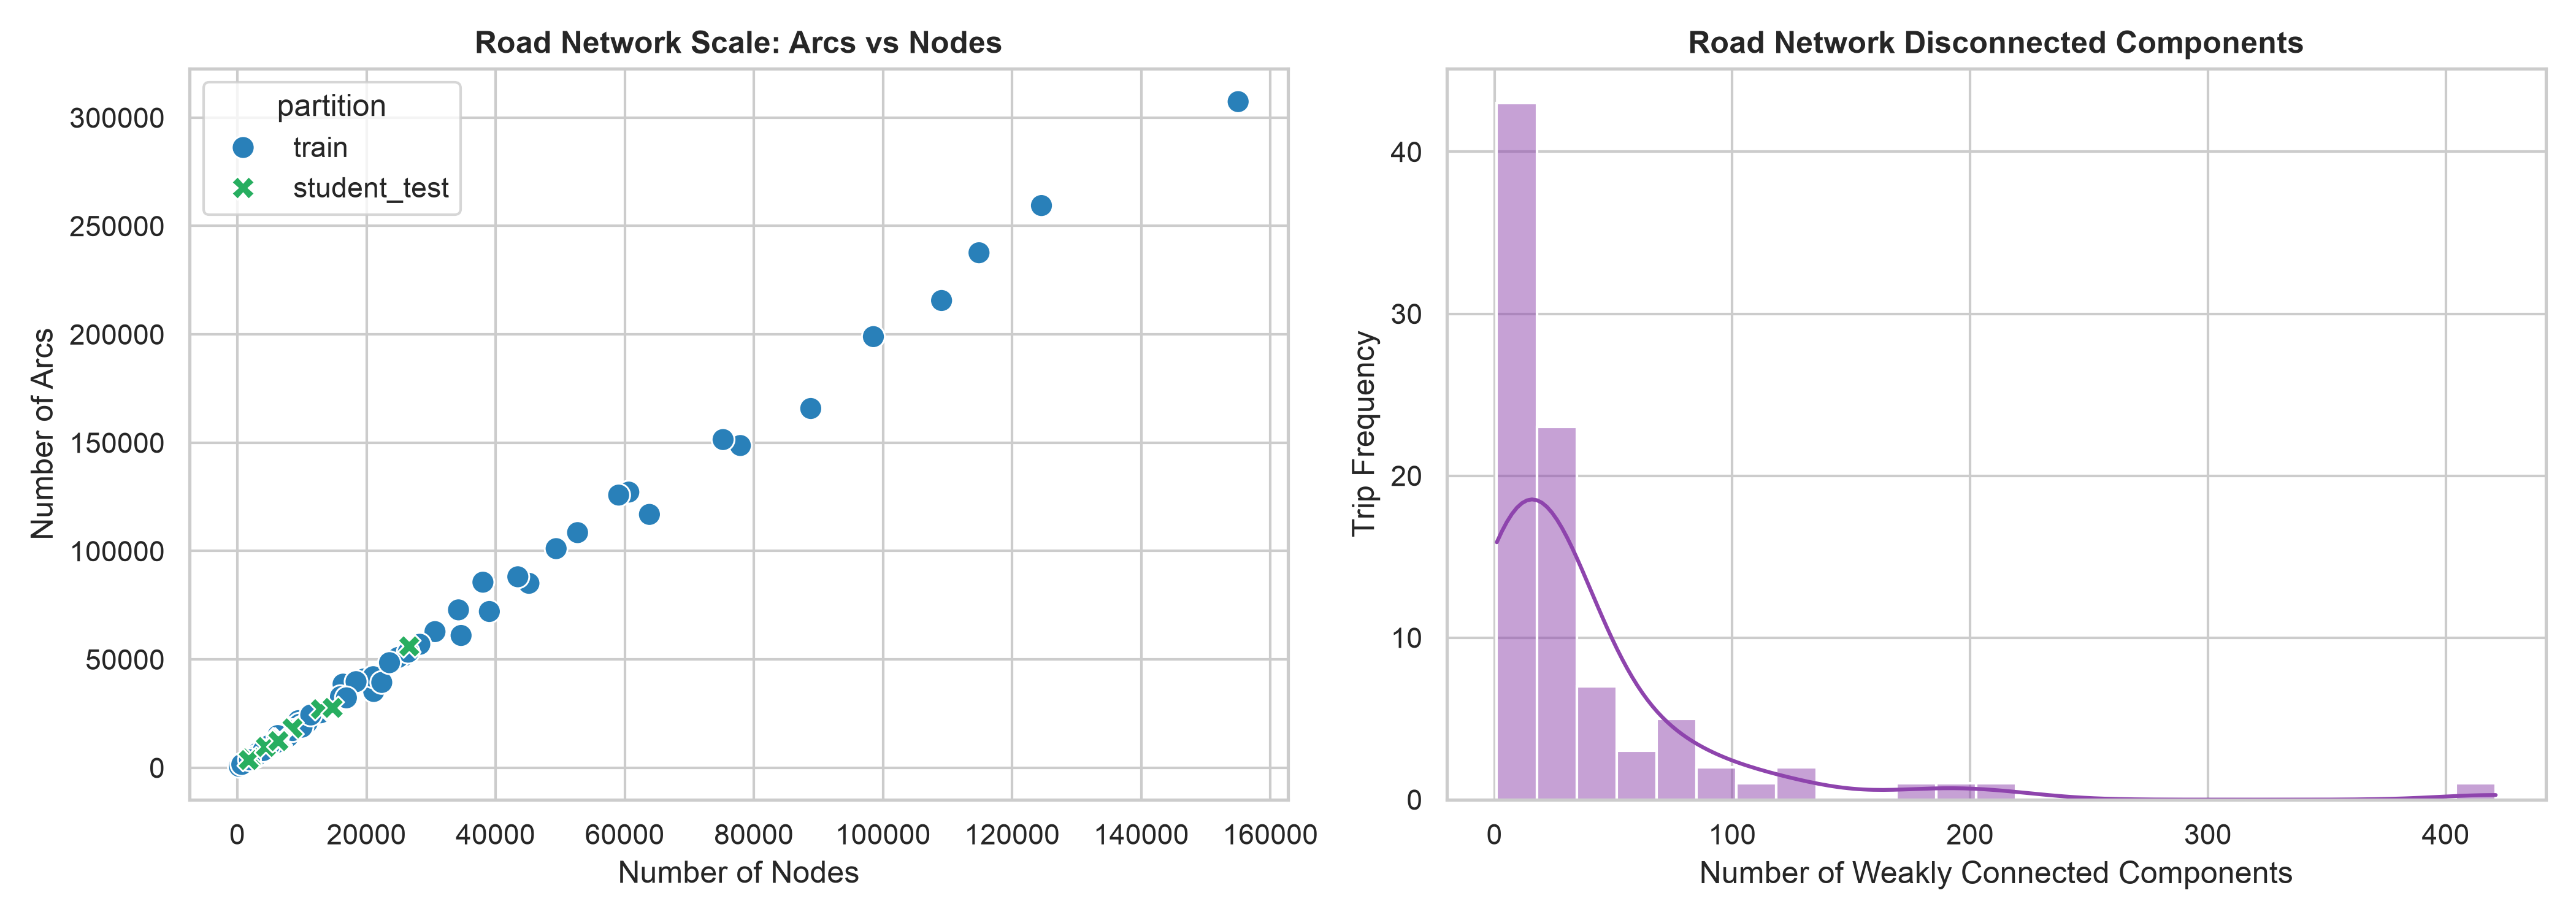 Road Network Scale: Arcs vs Nodes
partition
train
student_test
300000
250000
200000
150000
100000
50000
0
Number of Arcs
0 20000 40000 60000 80000 100000 120000 140000 160000
Number of Nodes
Road Network Disconnected Components
40
30
20
10
0
Trip Frequency
0 100 200 300 400
Number of Weakly Connected Components